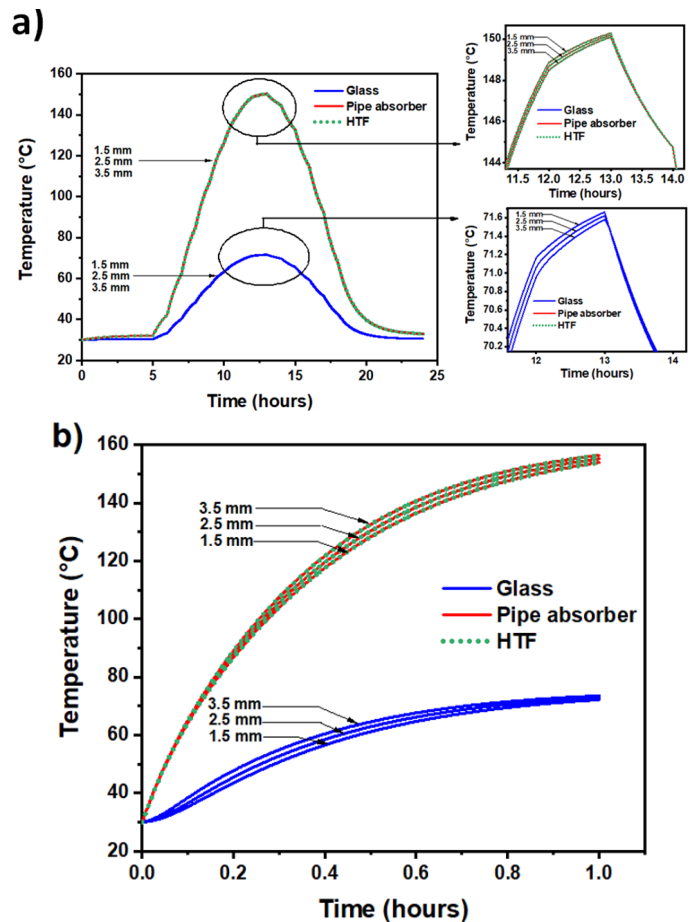 a)
160
140
120
100
80
60
40
20
0 5 10 15 20 25
Temperature (°C)
Time (hours)
Glass
Pipe absorber
HTF
1.5 mm
2.5 mm
3.5 mm
1.5 mm
2.5 mm
3.5 mm
150
148
146
144
11.5 12.0 12.5 13.0 13.5 14.0
Temperature (°C)
Time (hours)
1.5 mm
2.5 mm
3.5 mm
Glass
Pipe absorber
HTF
71.6
71.4
71.2
71.0
70.8
70.6
70.4
70.2
12 13 14
Temperature (°C)
Time (hours)
1.5 mm
2.5 mm
3.5 mm
Glass
Pipe absorber
HTF
b)
160
140
120
100
80
60
40
20
0.0 0.2 0.4 0.6 0.8 1.0
Temperature (°C)
Time (hours)
3.5 mm
2.5 mm
1.5 mm
Glass
Pipe absorber
HTF
3.5 mm
2.5 mm
1.5 mm